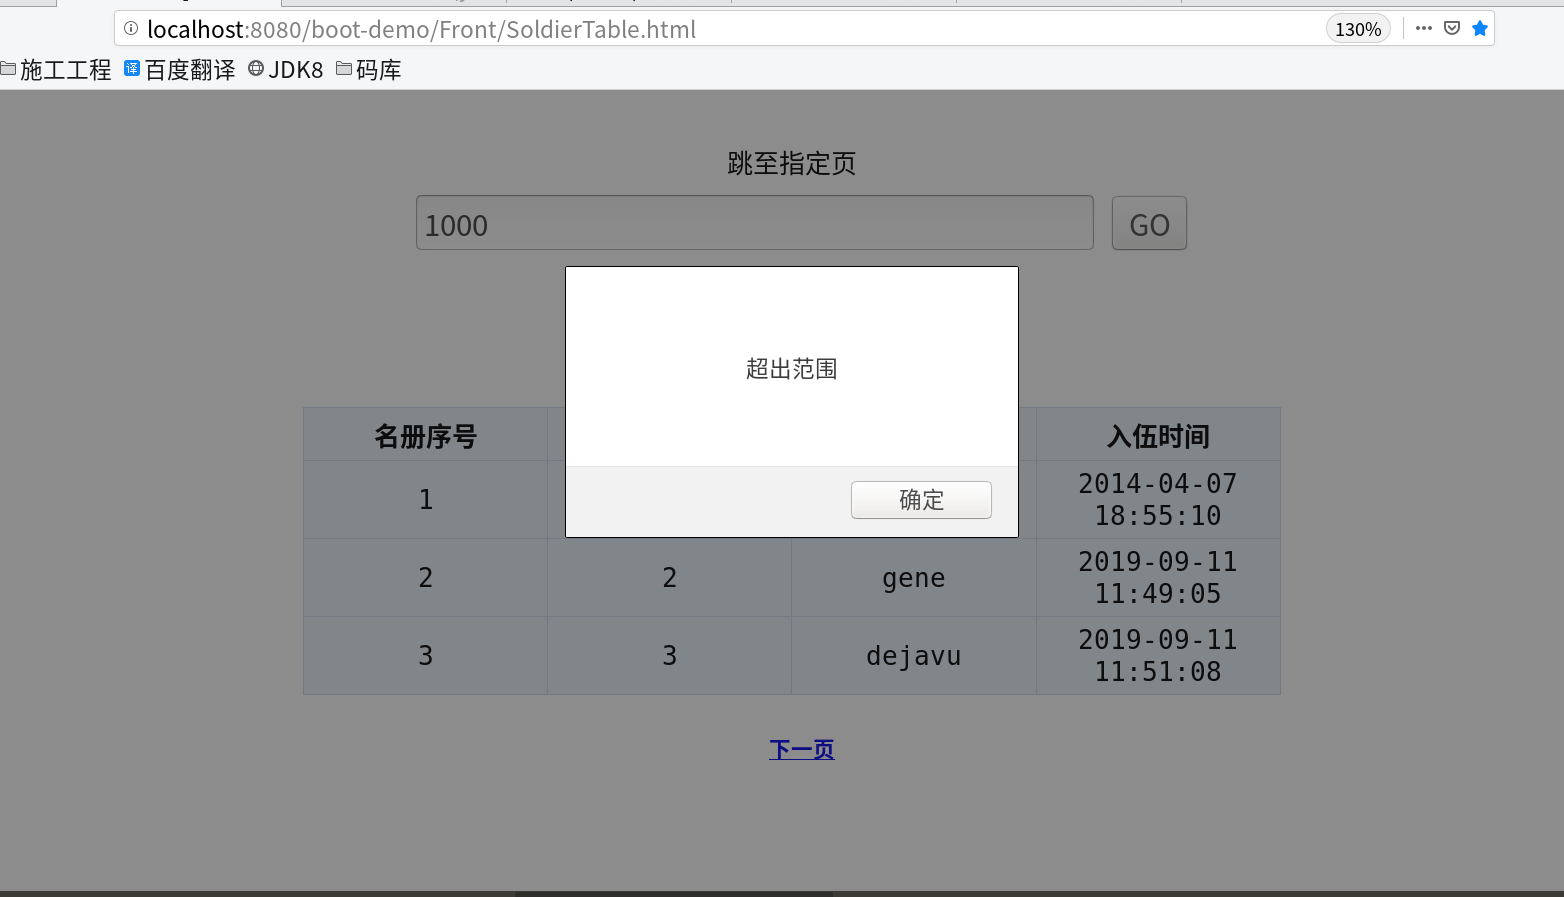 localhost:8080/boot-demo/Front/SoldierTable.html
130%
施工工程 译 百度翻译 JDK8 码库
跳至指定页
1000 GO
超出范围
确定
名册序号 入伍时间
1 2014-04-07
18:55:10
2 2 gene 2019-09-11
11:49:05
3 3 dejavu 2019-09-11
11:51:08
下一页